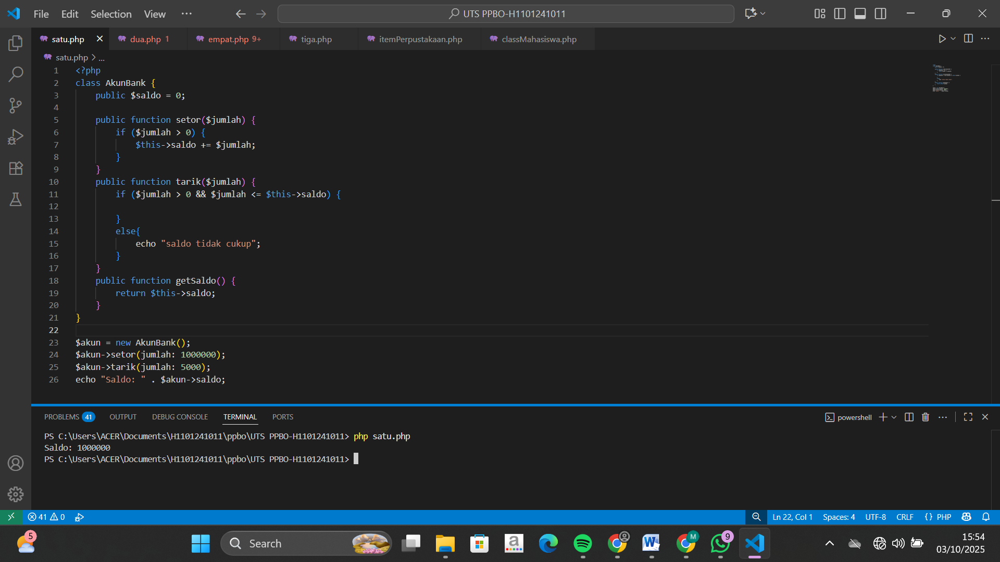 File Edit Selection View ··· UTS PPBO-H1101241011
satu.php dua.php 1 empat.php 9+ tiga.php itemPerpustakaan.php classMahasiswa.php
satu.php > ...
1 <?php
2 class AkunBank {
3     public $saldo = 0;
4
5     public function setor($jumlah) {
6         if ($jumlah > 0) {
7             $this->saldo += $jumlah;
8         }
9     }
10     public function tarik($jumlah) {
11         if ($jumlah > 0 && $jumlah <= $this->saldo) {
12
13         }
14         else{
15             echo "saldo tidak cukup";
16         }
17     }
18     public function getSaldo() {
19         return $this->saldo;
20     }
21 }
22
23 $akun = new AkunBank();
24 $akun->setor(jumlah: 1000000);
25 $akun->tarik(jumlah: 5000);
26 echo "Saldo: " . $akun->saldo;
PROBLEMS 41 OUTPUT DEBUG CONSOLE TERMINAL PORTS powershell
PS C:\Users\ACER\Documents\H1101241011\ppbo\UTS PPBO-H1101241011> php satu.php
Saldo: 1000000
PS C:\Users\ACER\Documents\H1101241011\ppbo\UTS PPBO-H1101241011>
41 0 Ln 22, Col 1 Spaces: 4 UTF-8 CRLF {} PHP
5 Search a W M 9 15:54
03/10/2025